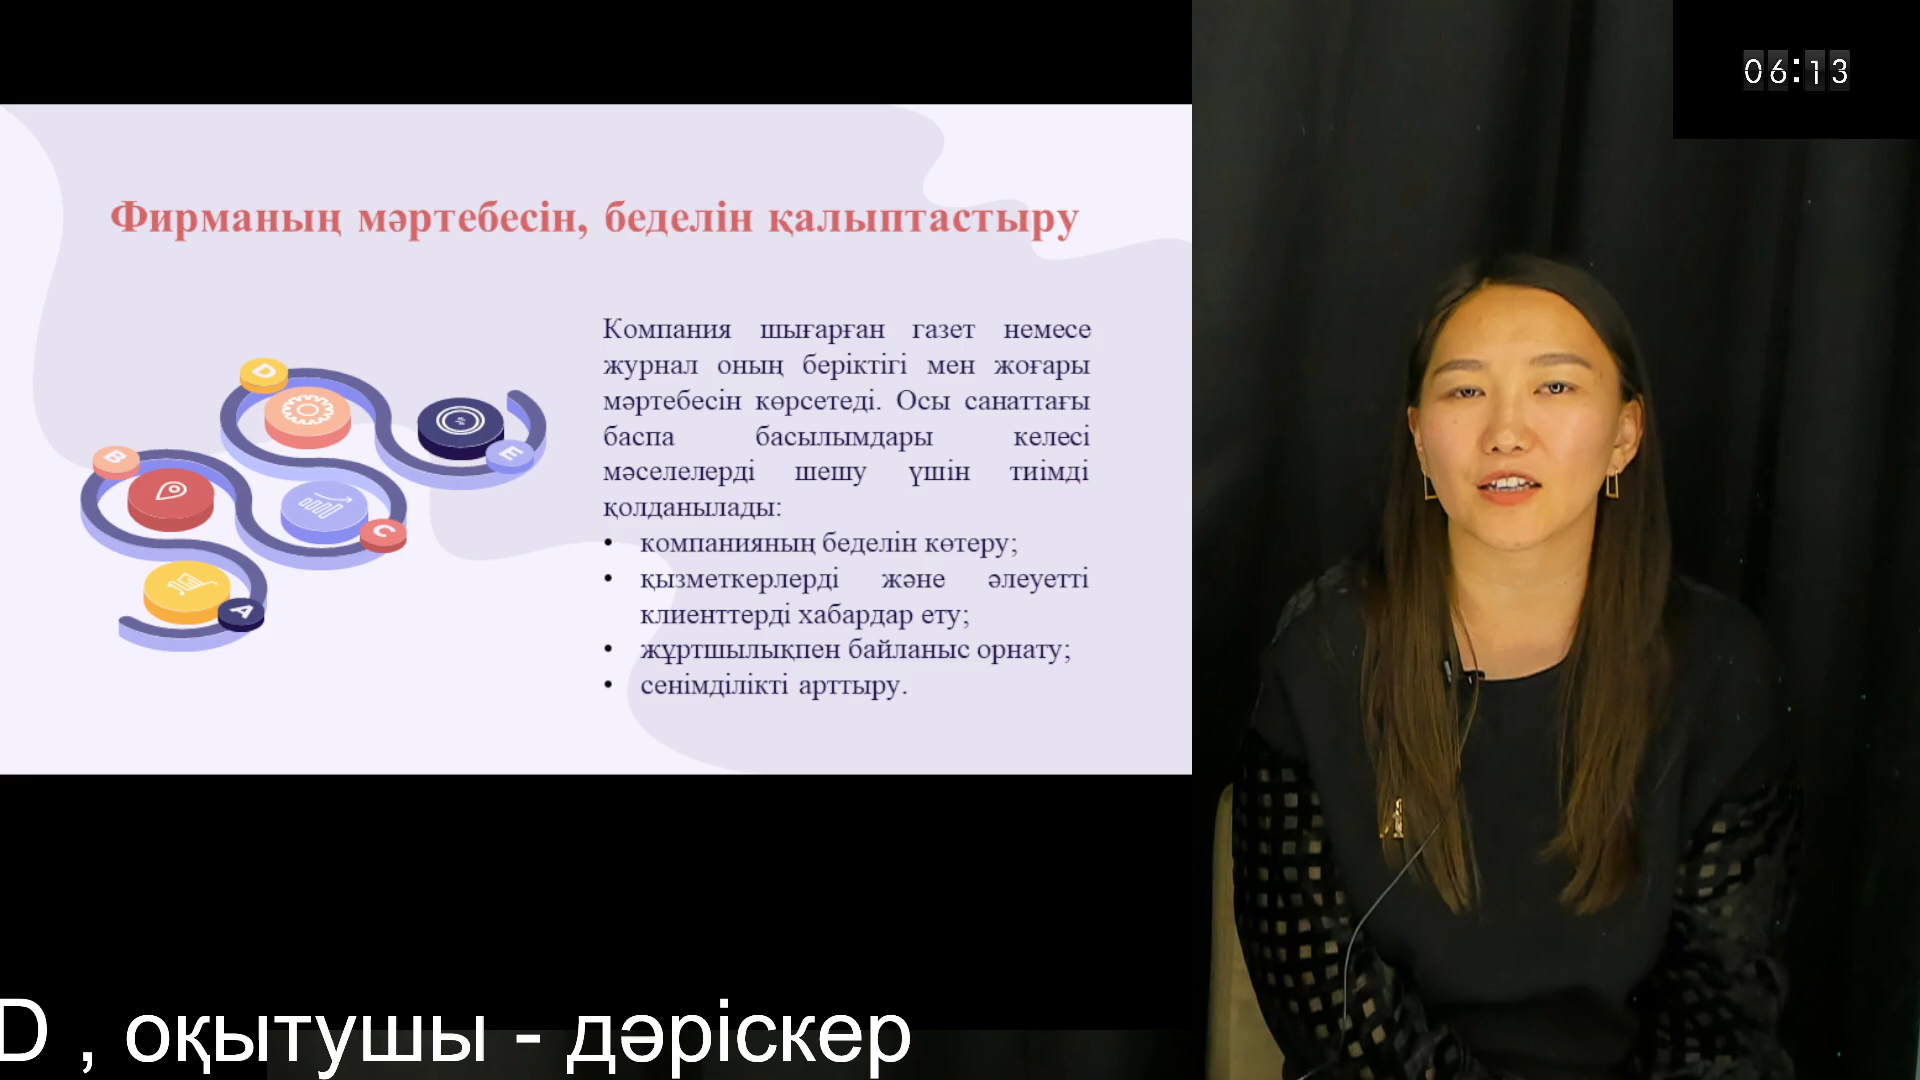 06:13
Фирманың мәртебесін, беделін қалыптастыру
Компания шығарған газет немесе
журнал оның беріктігі мен жоғары
мәртебесін көрсетеді. Осы санаттағы
баспа басылымдары келесі
мәселелерді шешу үшін тиімді
қолданылады:
• компанияның беделін көтеру;
• қызметкерлерді және әлеуетті
клиенттерді хабардар ету;
• жұртшылықпен байланыс орнату;
• сенімділікті арттыру.
D
B
E
C
A
D , оқытушы - дәріскер